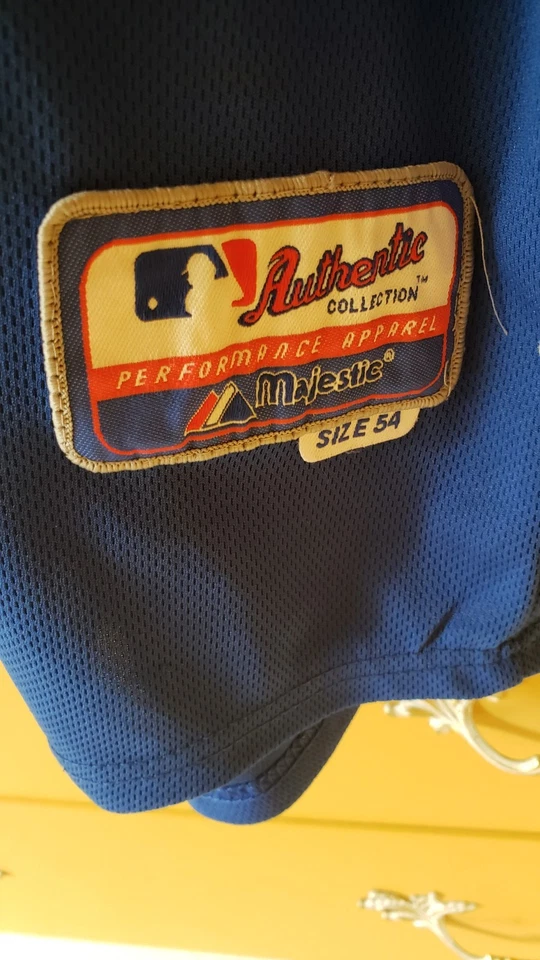 Authentic
COLLECTION™
PERFORMANCE APPAREL
Majestic®
SIZE 54